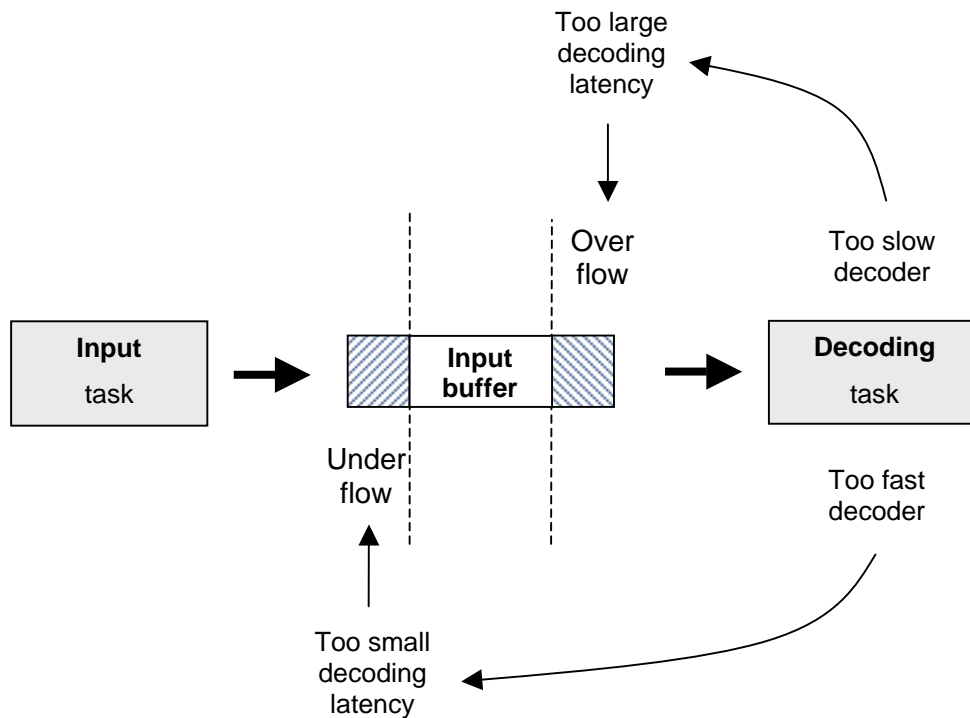 Too large
decoding
latency
Over
flow
Too slow
decoder
Input
task
Input
buffer
Decoding
task
Under
flow
Too fast
decoder
Too small
decoding
latency